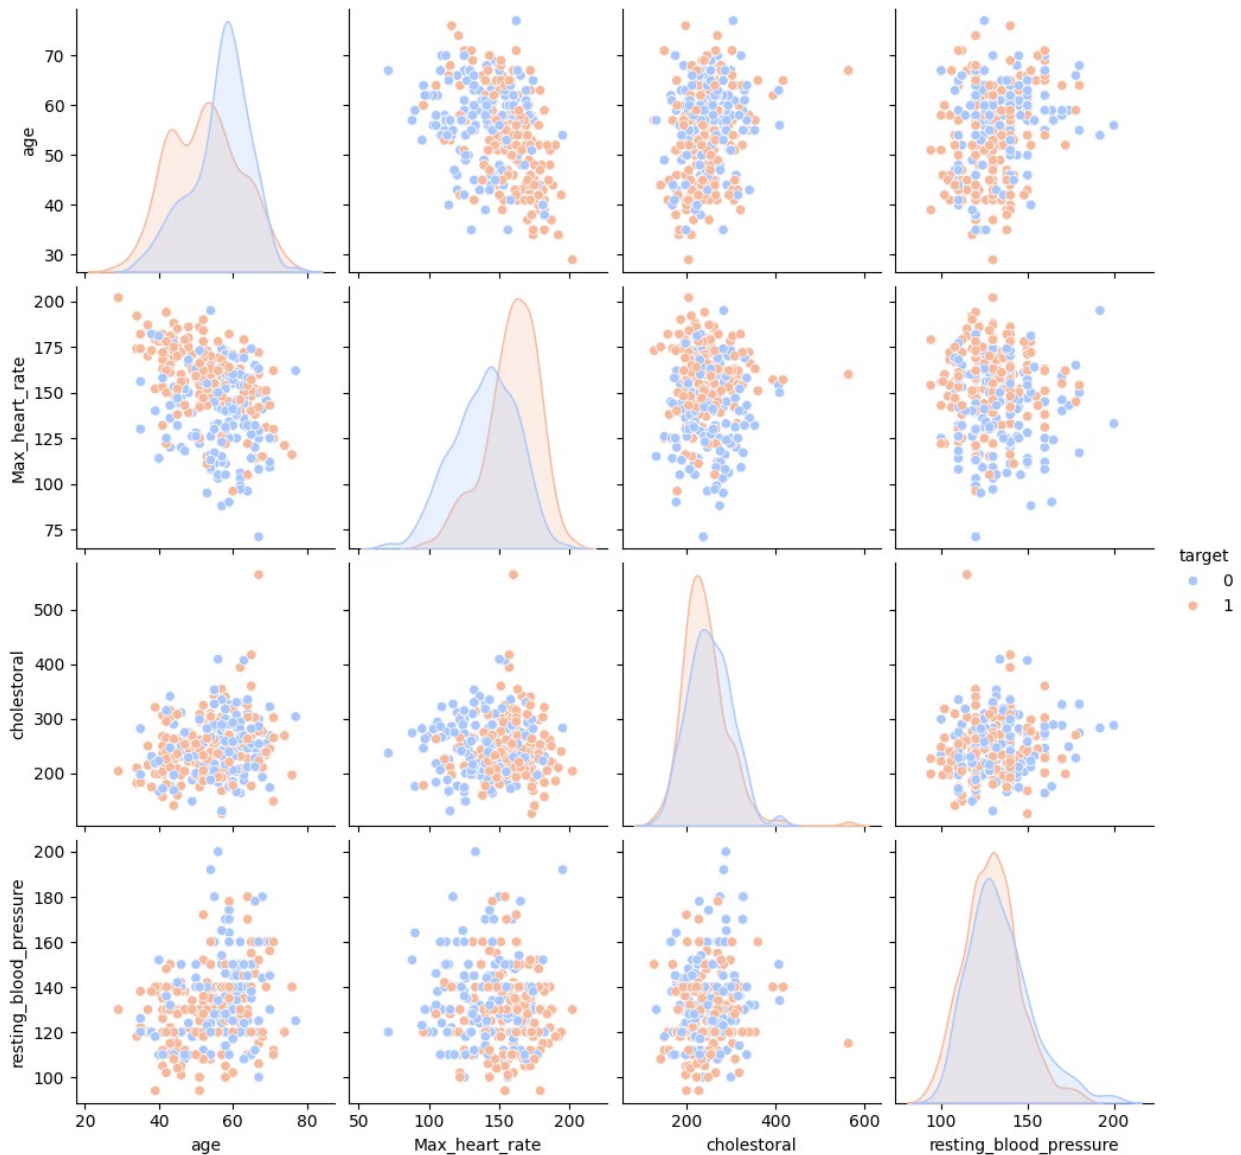 70
60
50
40
30
age
200
175
150
125
100
75
Max_heart_rate
target
0
1
500
400
300
200
cholestoral
200
180
160
140
120
100
resting_blood_pressure
20 40 60 80
50 100 150 200
200 400 600
100 150 200
age Max_heart_rate cholestoral resting_blood_pressure